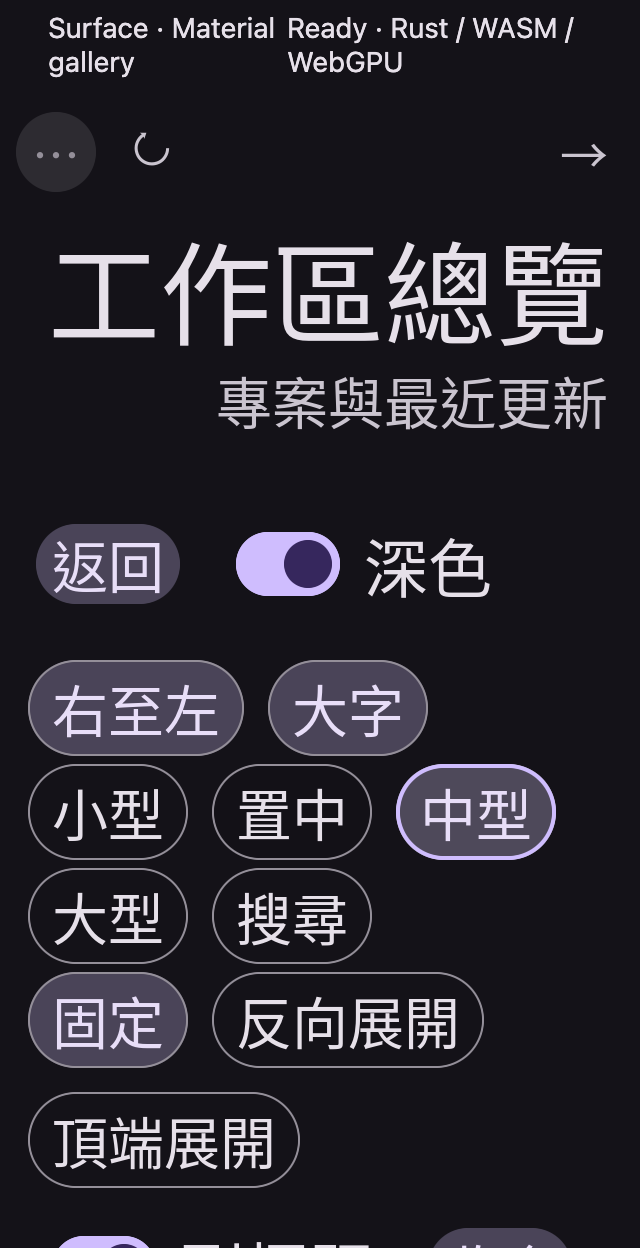 Surface · Material gallery
Ready · Rust / WASM / WebGPU
工作區總覽
專案與最近更新
返回 深色
右至左 大字
小型 置中 中型
大型 搜尋
固定 反向展開
頂端展開